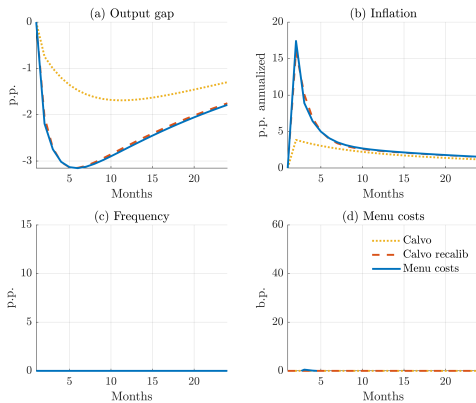 (a) Output gap
0
-1
-2
-3
p.p.
5
10
15
20
Months
(b) Inflation
20
15
10
5
0
p.p. annualized
5
10
15
20
Months
(c) Frequency
15
10
5
0
p.p.
5
10
15
20
Months
(d) Menu costs
60
40
20
0
b.p.
Calvo
Calvo recalib
Menu costs
5
10
15
20
Months